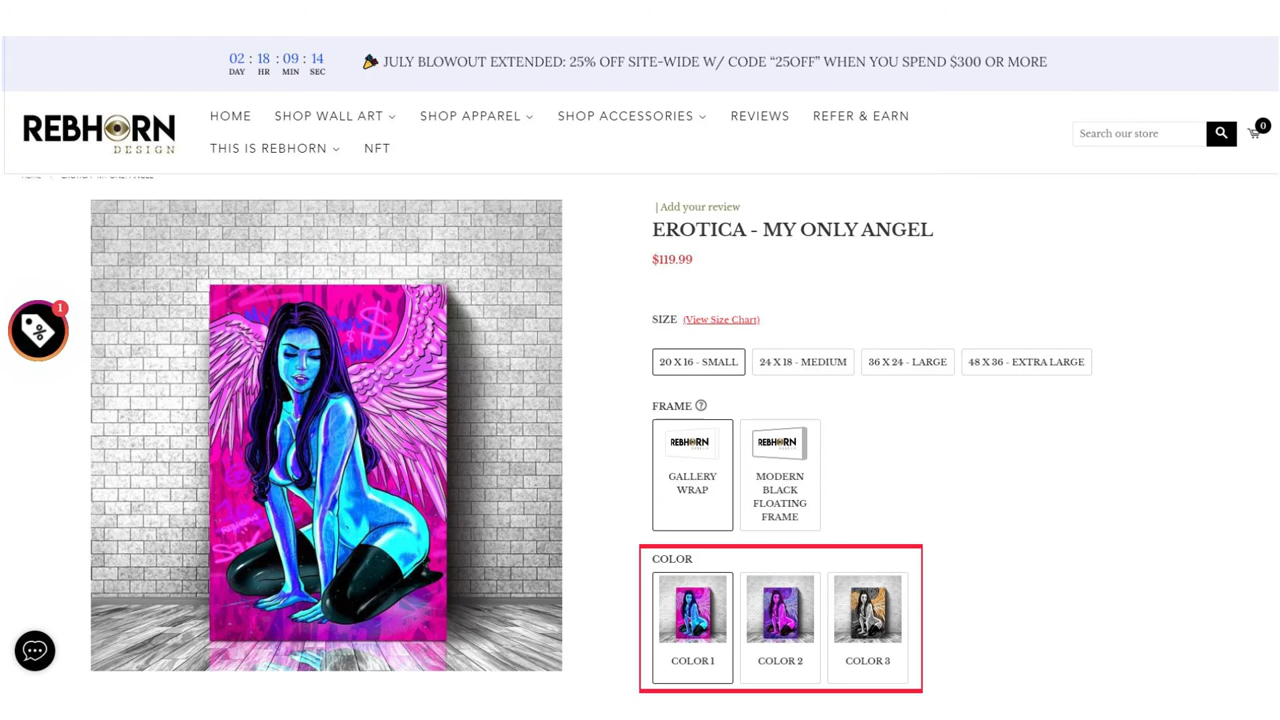 02 : 18 : 09 : 14
DAY HR MIN SEC
JULY BLOWOUT EXTENDED: 25% OFF SITE-WIDE W/ CODE “25OFF” WHEN YOU SPEND $300 OR MORE
REBHORN
DESIGN
HOME SHOP WALL ART SHOP APPAREL SHOP ACCESSORIES REVIEWS REFER & EARN
THIS IS REBHORN NFT
Search our store
0
| Add your review
EROTICA - MY ONLY ANGEL
$119.99
SIZE (View Size Chart)
20 X 16 - SMALL 24 X 18 - MEDIUM 36 X 24 - LARGE 48 X 36 - EXTRA LARGE
1
%
FRAME ?
REBHORN REBHORN
GALLERY
WRAP
MODERN
BLACK
FLOATING
FRAME
COLOR
COLOR 1 COLOR 2 COLOR 3
$